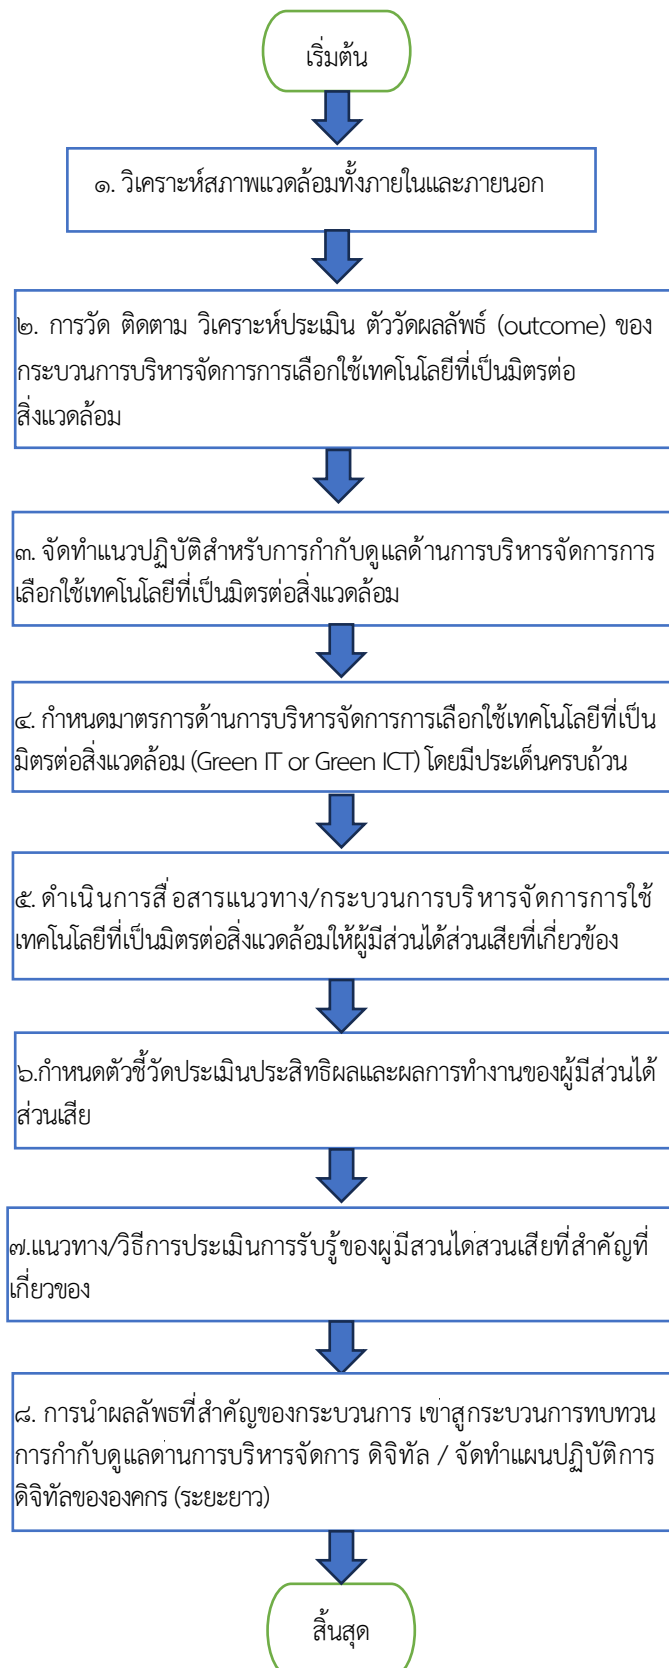 เริ่มต้น
๑. วิเคราะห์สภาพแวดล้อมทั้งภายในและภายนอก
๒. การวัด ติดตาม วิเคราะห์ประเมิน ตัววัดผลลัพธ์ (outcome) ของ
กระบวนการบริหารจัดการการเลือกใช้เทคโนโลยีที่เป็นมิตรต่อ
สิ่งแวดล้อม
๓. จัดทำแนวปฏิบัติสำหรับการกำกับดูแลด้านการบริหารจัดการการ
เลือกใช้เทคโนโลยีที่เป็นมิตรต่อสิ่งแวดล้อม
๔. กำหนดมาตรการด้านการบริหารจัดการการเลือกใช้เทคโนโลยีที่เป็น
มิตรต่อสิ่งแวดล้อม (Green IT or Green ICT) โดยมีประเด็นครบถ้วน
๕. ดำเนินการสื่อสารแนวทาง/กระบวนการบริหารจัดการการใช้
เทคโนโลยีที่เป็นมิตรต่อสิ่งแวดล้อมให้ผู้มีส่วนได้ส่วนเสียที่เกี่ยวข้อง
๖.กำหนดตัวชี้วัดประเมินประสิทธิผลและผลการทำงานของผู้มีส่วนได้
ส่วนเสีย
๗.แนวทาง/วิธีการประเมินการรับรู้ของผู่มีสวนได่สวนเสียที่สำคัญที่
เกี่ยวของ
๘. การนำผลลัพธที่สำคัญของกระบวนการ เข่าสูกระบวนการทบทวน
การกำกับดูแลด่านการบริหารจัดการ ดิจิทัล / จัดทำแผนปฏิบัติการ
ดิจิทัลขององคกร (ระยะยาว)
สิ้นสุด